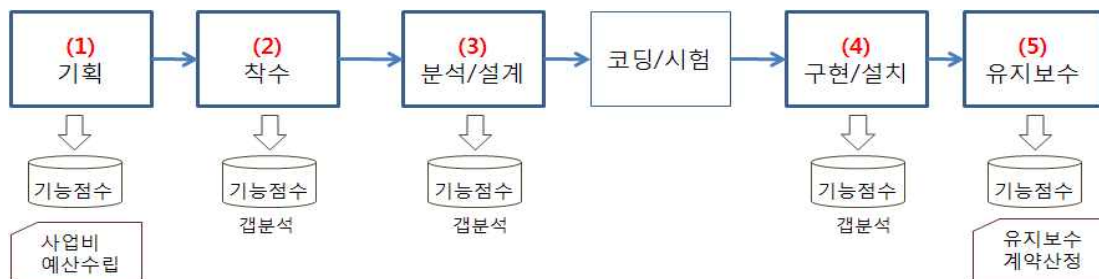 (1)
기획
(2)
착수
(3)
분석/설계
코딩/시험
(4)
구현/설치
(5)
유지보수
기능점수
기능점수
기능점수
기능점수
기능점수
사업비
예산수립
갭분석
갭분석
갭분석
유지보수
계약산정